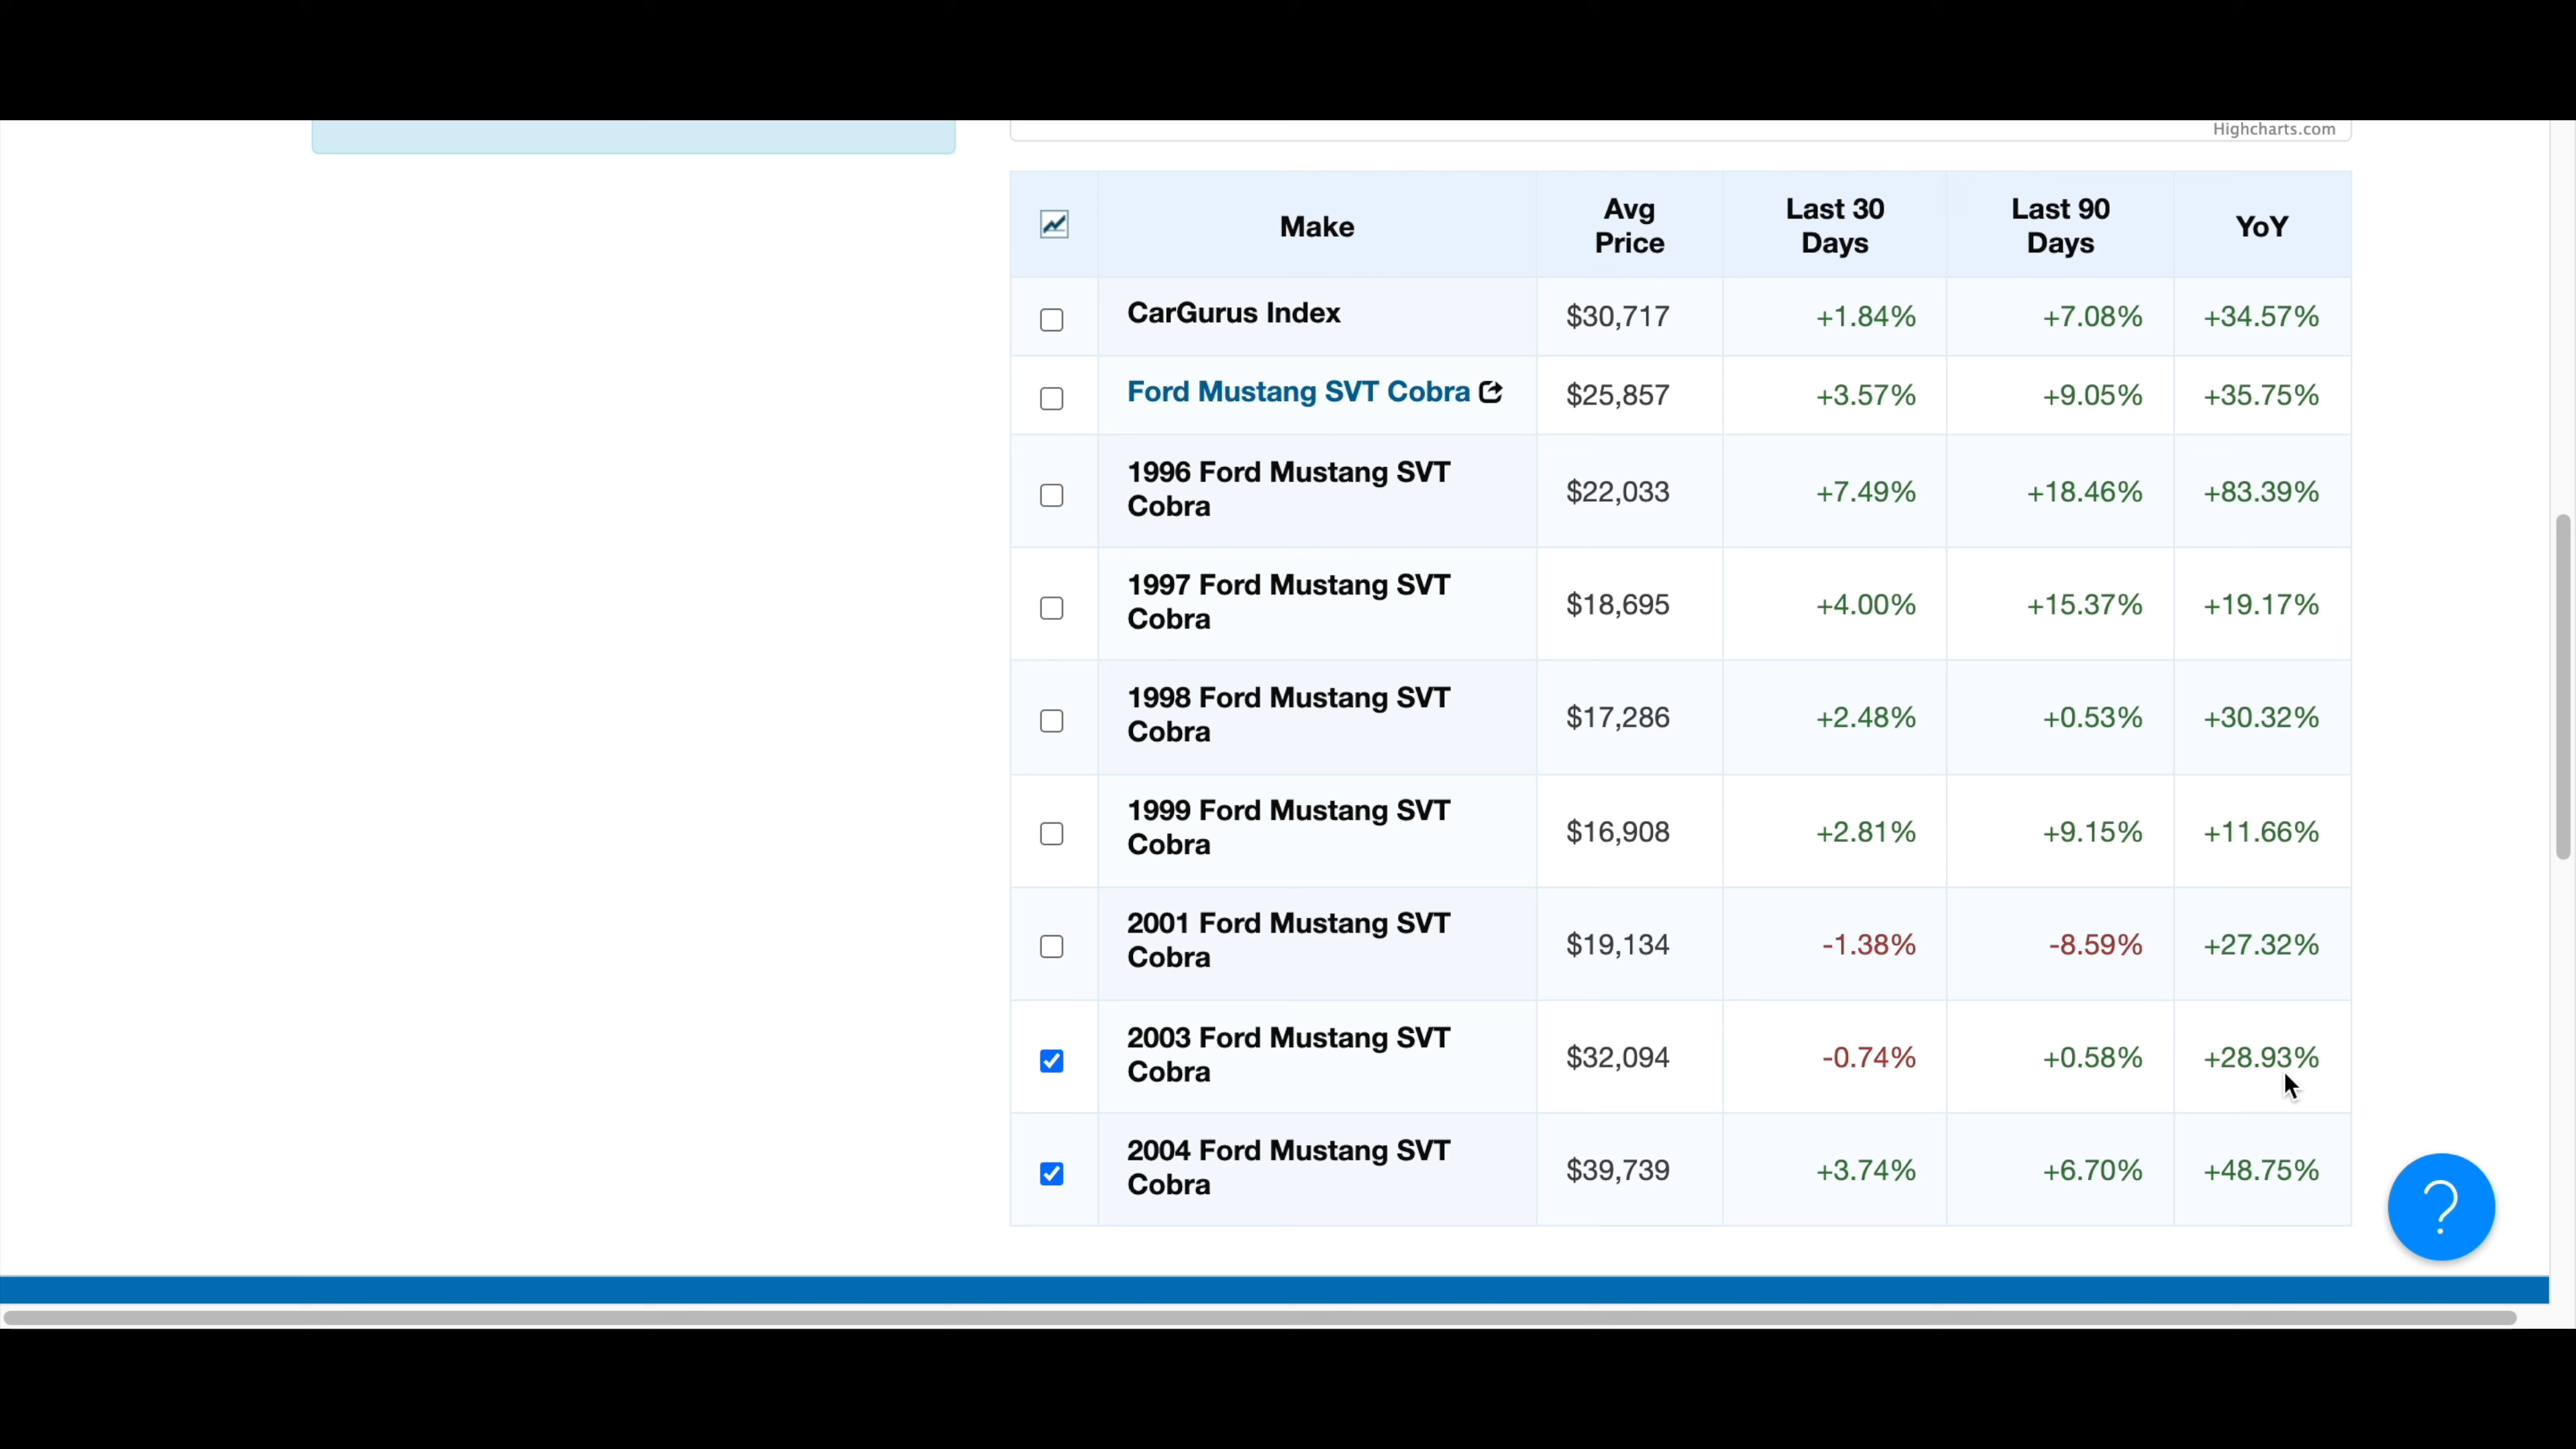 Highcharts.com
Make
Avg
Price
Last 30
Days
Last 90
Days
YoY
CarGurus Index $30,717 +1.84% +7.08% +34.57%
Ford Mustang SVT Cobra $25,857 +3.57% +9.05% +35.75%
1996 Ford Mustang SVT
Cobra
$22,033 +7.49% +18.46% +83.39%
1997 Ford Mustang SVT
Cobra
$18,695 +4.00% +15.37% +19.17%
1998 Ford Mustang SVT
Cobra
$17,286 +2.48% +0.53% +30.32%
1999 Ford Mustang SVT
Cobra
$16,908 +2.81% +9.15% +11.66%
2001 Ford Mustang SVT
Cobra
$19,134 -1.38% -8.59% +27.32%
2003 Ford Mustang SVT
Cobra
$32,094 -0.74% +0.58% +28.93%
2004 Ford Mustang SVT
Cobra
$39,739 +3.74% +6.70% +48.75%
?